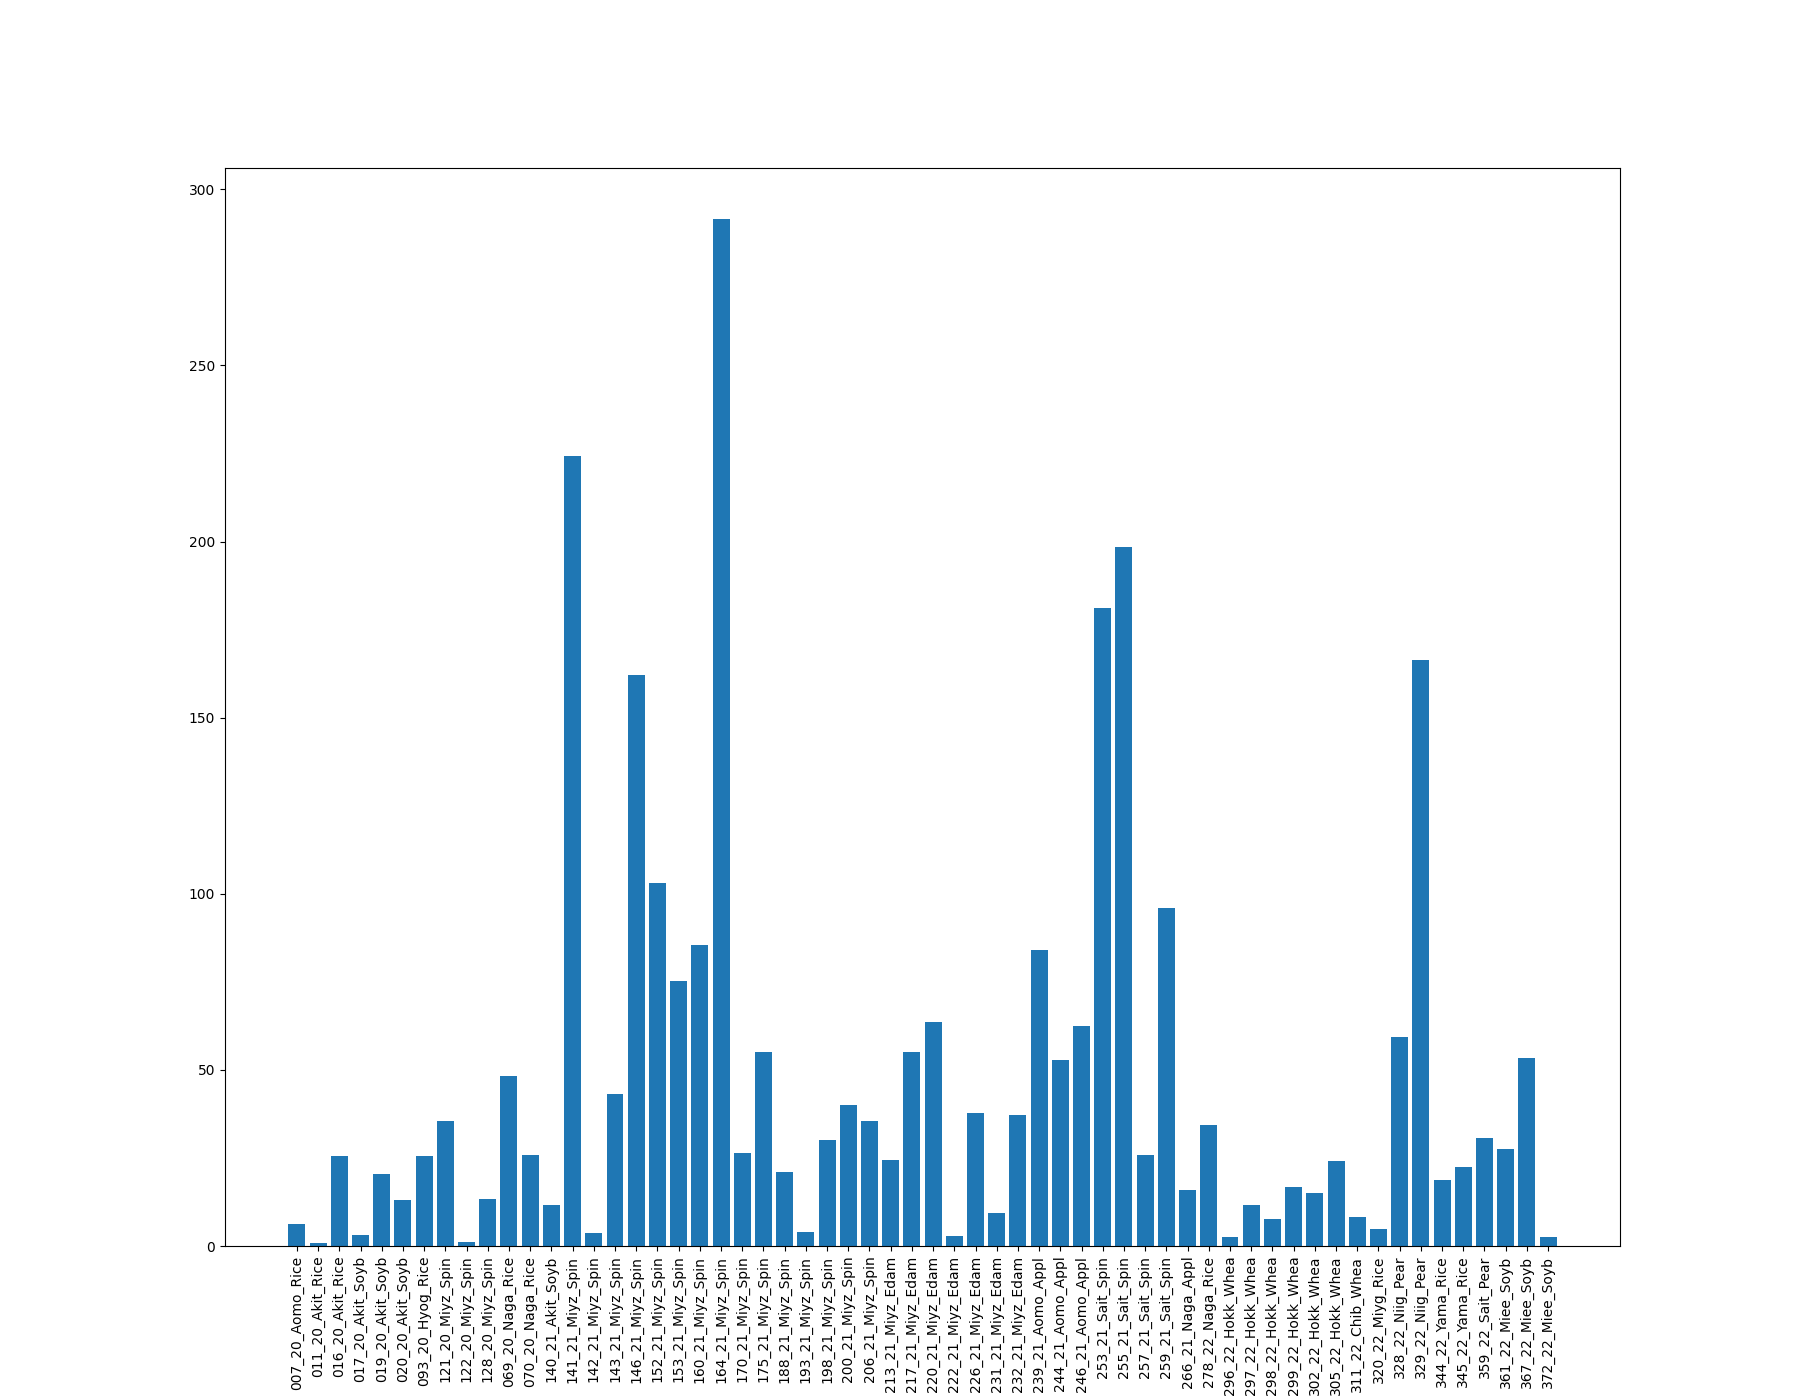 300
250
200
150
100
50
0
007_20_Aomo_Rice
011_20_Akit_Rice
016_20_Akit_Rice
017_20_Akit_Soyb
019_20_Akit_Soyb
020_20_Akit_Soyb
093_20_Hyog_Rice
121_20_Miyz_Spin
122_20_Miyz_Spin
128_20_Miyz_Spin
069_20_Naga_Rice
070_20_Naga_Rice
140_21_Akit_Soyb
141_21_Miyz_Spin
142_21_Miyz_Spin
143_21_Miyz_Spin
146_21_Miyz_Spin
152_21_Miyz_Spin
153_21_Miyz_Spin
160_21_Miyz_Spin
164_21_Miyz_Spin
170_21_Miyz_Spin
175_21_Miyz_Spin
188_21_Miyz_Spin
193_21_Miyz_Spin
198_21_Miyz_Spin
200_21_Miyz_Spin
206_21_Miyz_Spin
213_21_Miyz_Edam
217_21_Miyz_Edam
220_21_Miyz_Edam
222_21_Miyz_Edam
226_21_Miyz_Edam
231_21_Miyz_Edam
232_21_Miyz_Edam
239_21_Aomo_Appl
244_21_Aomo_Appl
246_21_Aomo_Appl
253_21_Sait_Spin
255_21_Sait_Spin
257_21_Sait_Spin
259_21_Sait_Spin
266_21_Naga_Appl
278_22_Naga_Rice
296_22_Hokk_Whea
297_22_Hokk_Whea
298_22_Hokk_Whea
299_22_Hokk_Whea
302_22_Hokk_Whea
305_22_Hokk_Whea
311_22_Chib_Whea
320_22_Miyg_Rice
328_22_Niig_Pear
329_22_Niig_Pear
344_22_Yama_Rice
345_22_Yama_Rice
359_22_Sait_Pear
361_22_Miee_Soyb
367_22_Miee_Soyb
372_22_Miee_Soyb